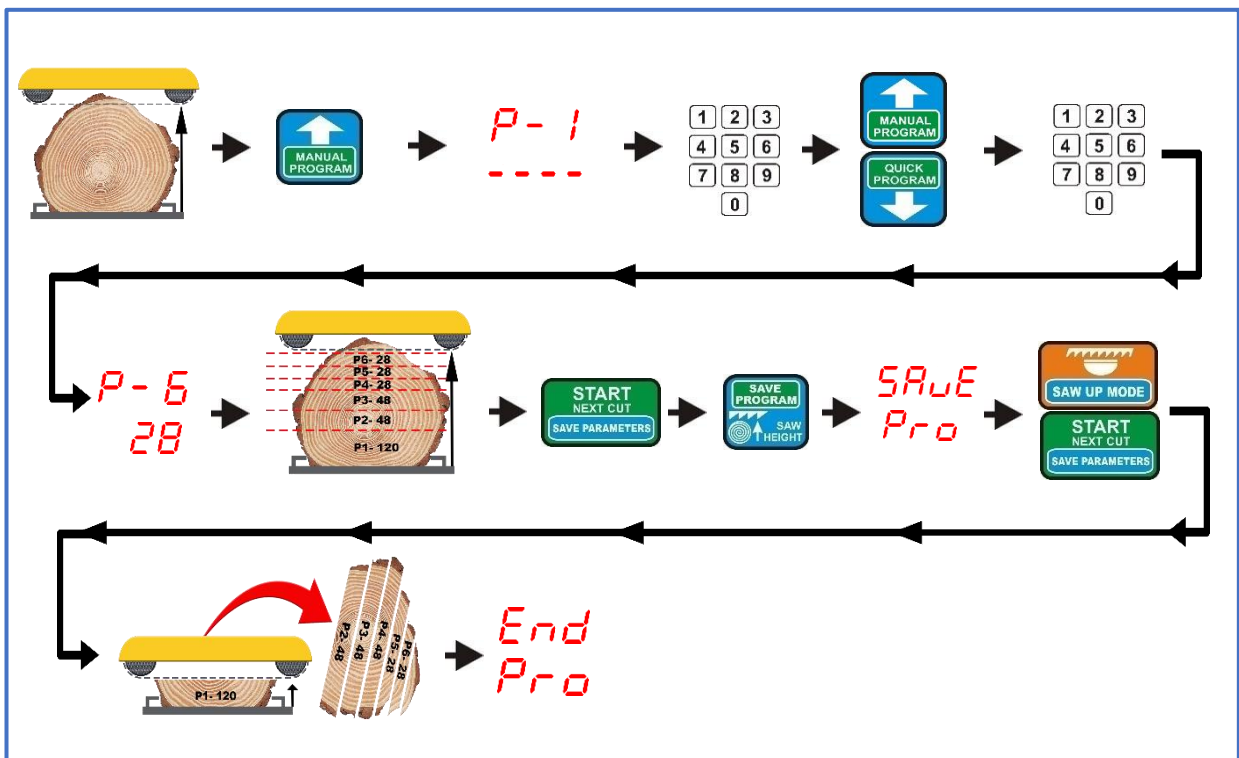 MANUAL
PROGRAM
P-1
----
1 2 3
4 5 6
7 8 9
0
MANUAL
PROGRAM
QUICK
PROGRAM
1 2 3
4 5 6
7 8 9
0
P-6
28
P6- 28
P5- 28
P4- 28
P3- 48
P2- 48
P1- 120
START
NEXT CUT
SAVE PARAMETERS
SAVE
PROGRAM
SAW
HEIGHT
SAvE
Pro
SAW UP MODE
START
NEXT CUT
SAVE PARAMETERS
P1- 120
P2- 48
P3- 48
P4- 48
P5- 28
P6- 28
End
Pro